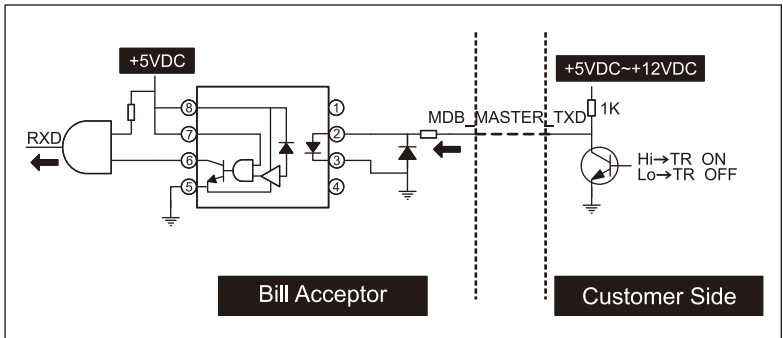 +5VDC
+5VDC~+12VDC
1K
RXD
8
7
6
5
1
2
3
4
MDB_MASTER_TXD
Hi→TR ON
Lo→TR OFF
Bill Acceptor
Customer Side